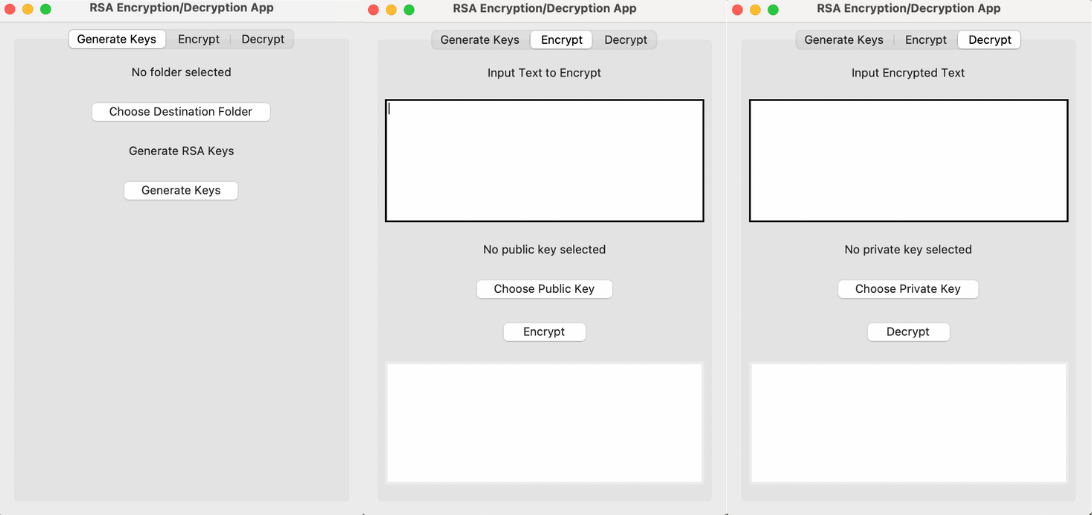 RSA Encryption/Decryption App
Generate Keys Encrypt Decrypt
No folder selected
Choose Destination Folder
Generate RSA Keys
Generate Keys
RSA Encryption/Decryption App
Generate Keys Encrypt Decrypt
Input Text to Encrypt
No public key selected
Choose Public Key
Encrypt
RSA Encryption/Decryption App
Generate Keys Encrypt Decrypt
Input Encrypted Text
No private key selected
Choose Private Key
Decrypt